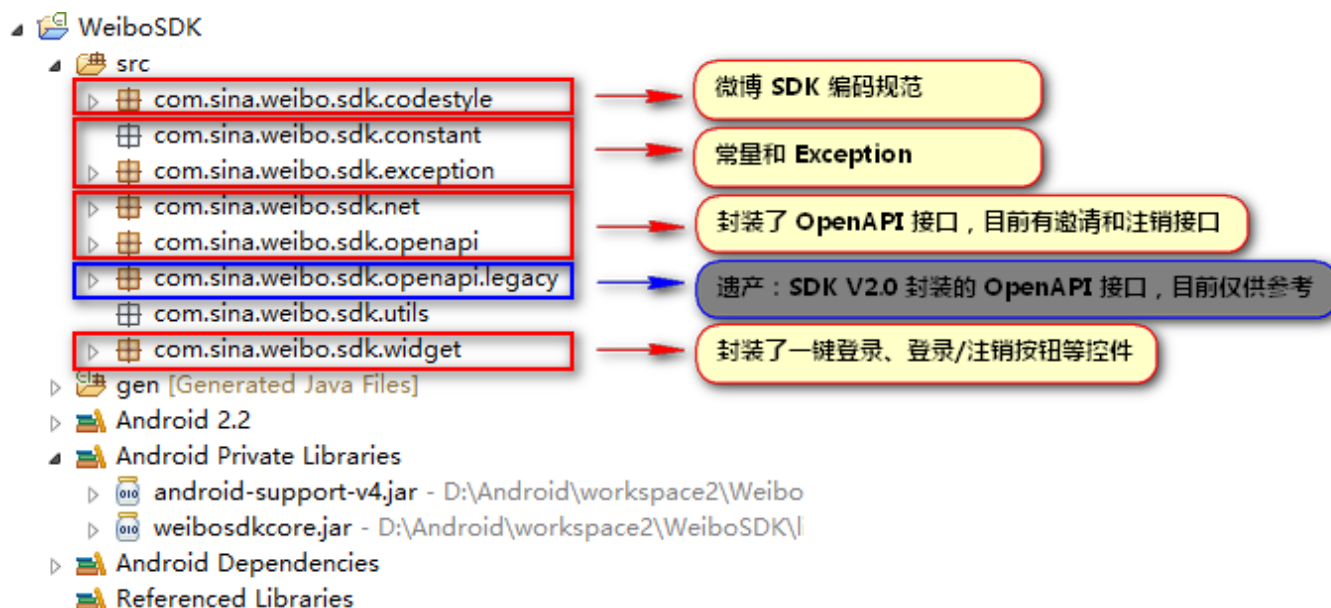 WeiboSDK
src
com.sina.weibo.sdk.codestyle
微博 SDK 编码规范
com.sina.weibo.sdk.constant
com.sina.weibo.sdk.exception
常量和 Exception
com.sina.weibo.sdk.net
com.sina.weibo.sdk.openapi
封装了 OpenAPI 接口，目前有邀请和注销接口
com.sina.weibo.sdk.openapi.legacy
遗产：SDK V2.0 封装的 OpenAPI 接口，目前仅供参考
com.sina.weibo.sdk.utils
com.sina.weibo.sdk.widget
封装了一键登录、登录/注销按钮等控件
gen [Generated Java Files]
Android 2.2
Android Private Libraries
android-support-v4.jar - D:\Android\workspace2\Weibo
weibosdkcore.jar - D:\Android\workspace2\WeiboSDK\l
Android Dependencies
Referenced Libraries